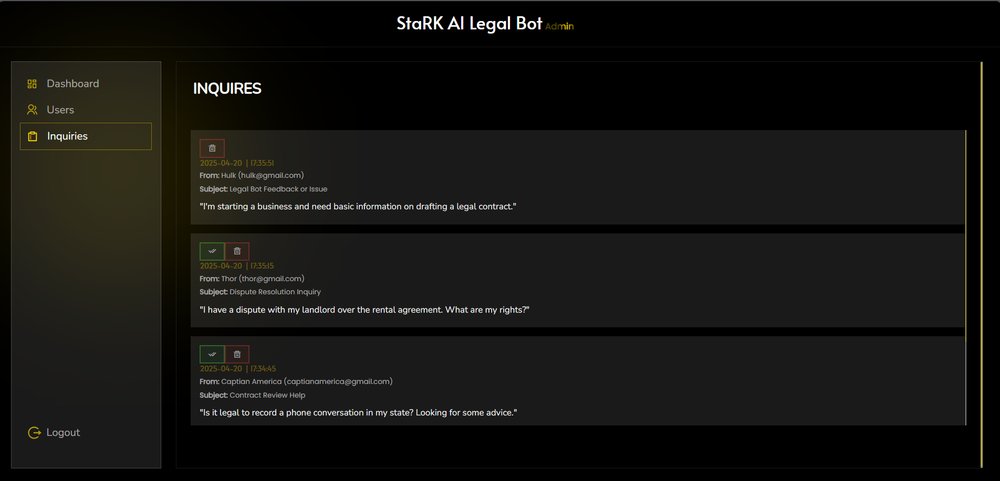 StaRK AI Legal Bot Admin
Dashboard
Users
Inquiries
Logout
INQUIRES
2025-04-20 | 17:35:51
From: Hulk (hulk@gmail.com)
Subject: Legal Bot Feedback or Issue
"I'm starting a business and need basic information on drafting a legal contract."
2025-04-20 | 17:35:15
From: Thor (thor@gmail.com)
Subject: Dispute Resolution Inquiry
"I have a dispute with my landlord over the rental agreement. What are my rights?"
2025-04-20 | 17:34:45
From: Captian America (captianamerica@gmail.com)
Subject: Contract Review Help
"Is it legal to record a phone conversation in my state? Looking for some advice."